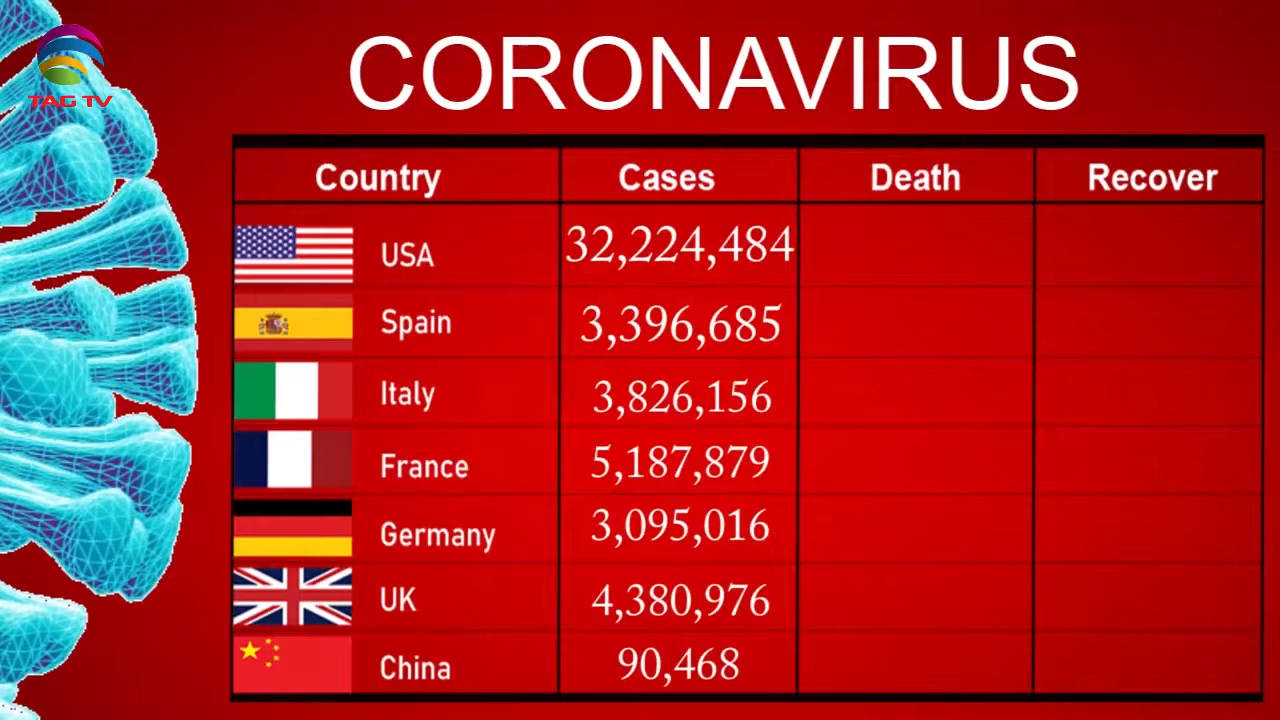 TAG TV
CORONAVIRUS
Country Cases Death Recover
USA 32,224,484
Spain 3,396,685
Italy 3,826,156
France 5,187,879
Germany 3,095,016
UK 4,380,976
China 90,468